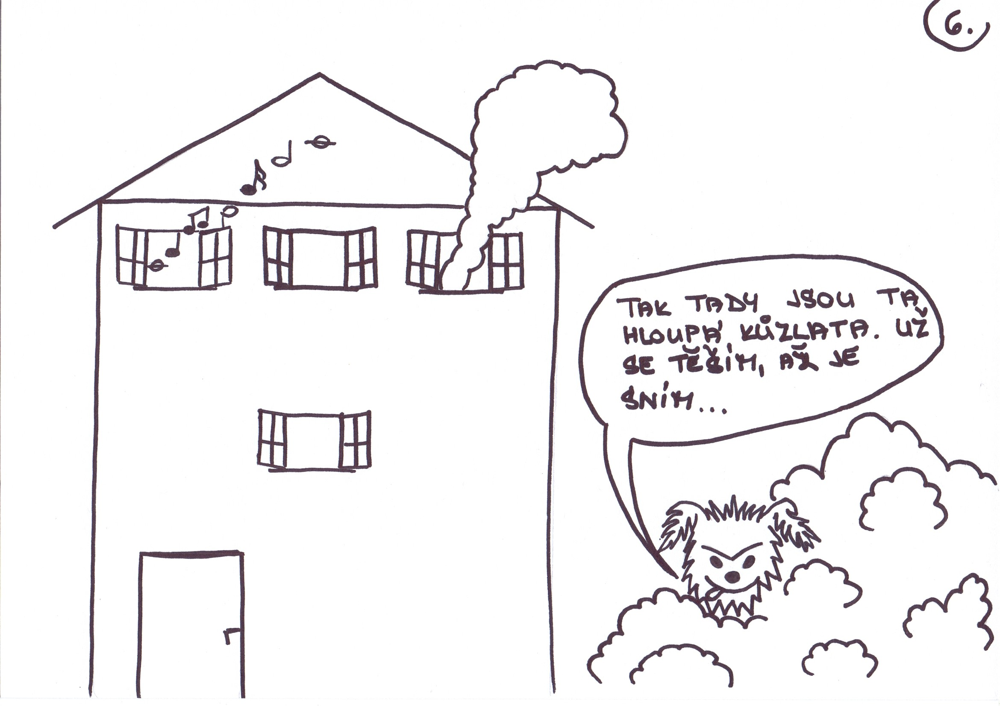 6.
TAK TADY JSOU TA
HLOUPÁ KŮZLATA. UŽ
SE TĚŠÍM, AŽ JE
SNÍM...